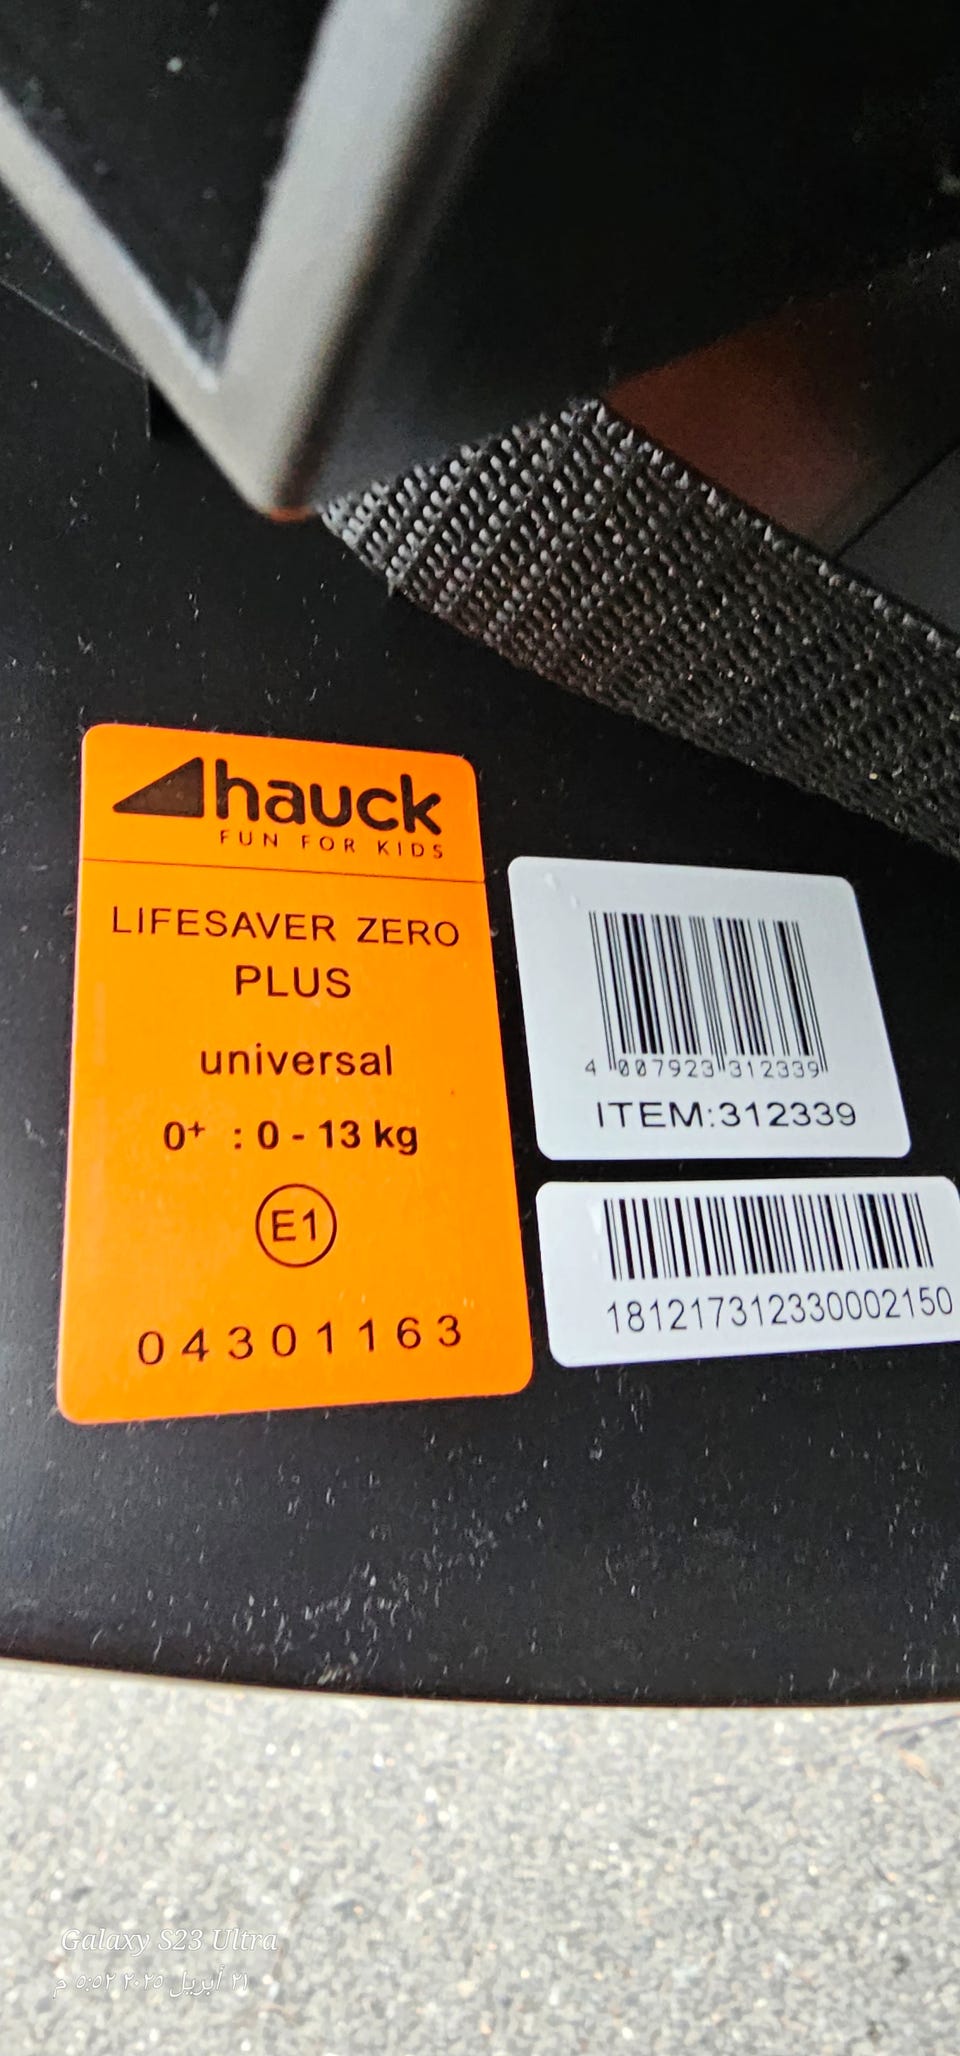 hauck
FUN FOR KIDS
LIFESAVER ZERO
PLUS
universal
0⁺ : 0 - 13 kg
E1
04301163
4 007923 312339
ITEM:312339
181217312330002150
Galaxy S23 Ultra
٢١ أبريل ٢٠٢٥ ٥:٥٢ م